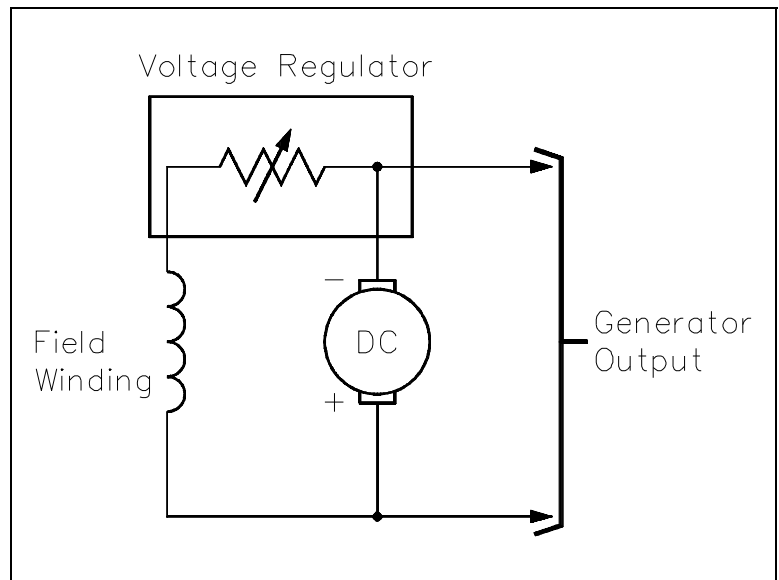 Voltage Regulator
−
DC
+
Field
Winding
Generator
Output